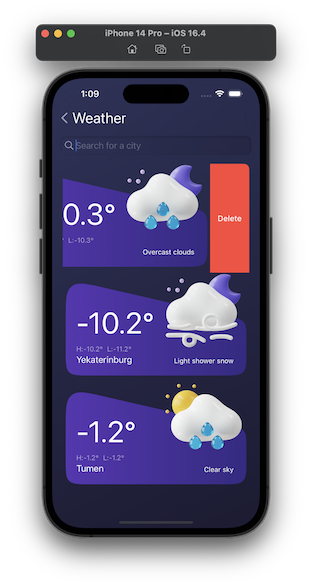 iPhone 14 Pro – iOS 16.4
1:09
Weather
Search for a city
0.3°
L:-10.3°
Overcast clouds
Delete
-10.2°
H:-10.2° L:-11.2°
Yekaterinburg
Light shower snow
-1.2°
H:-1.2° L:-1.2°
Tumen
Clear sky